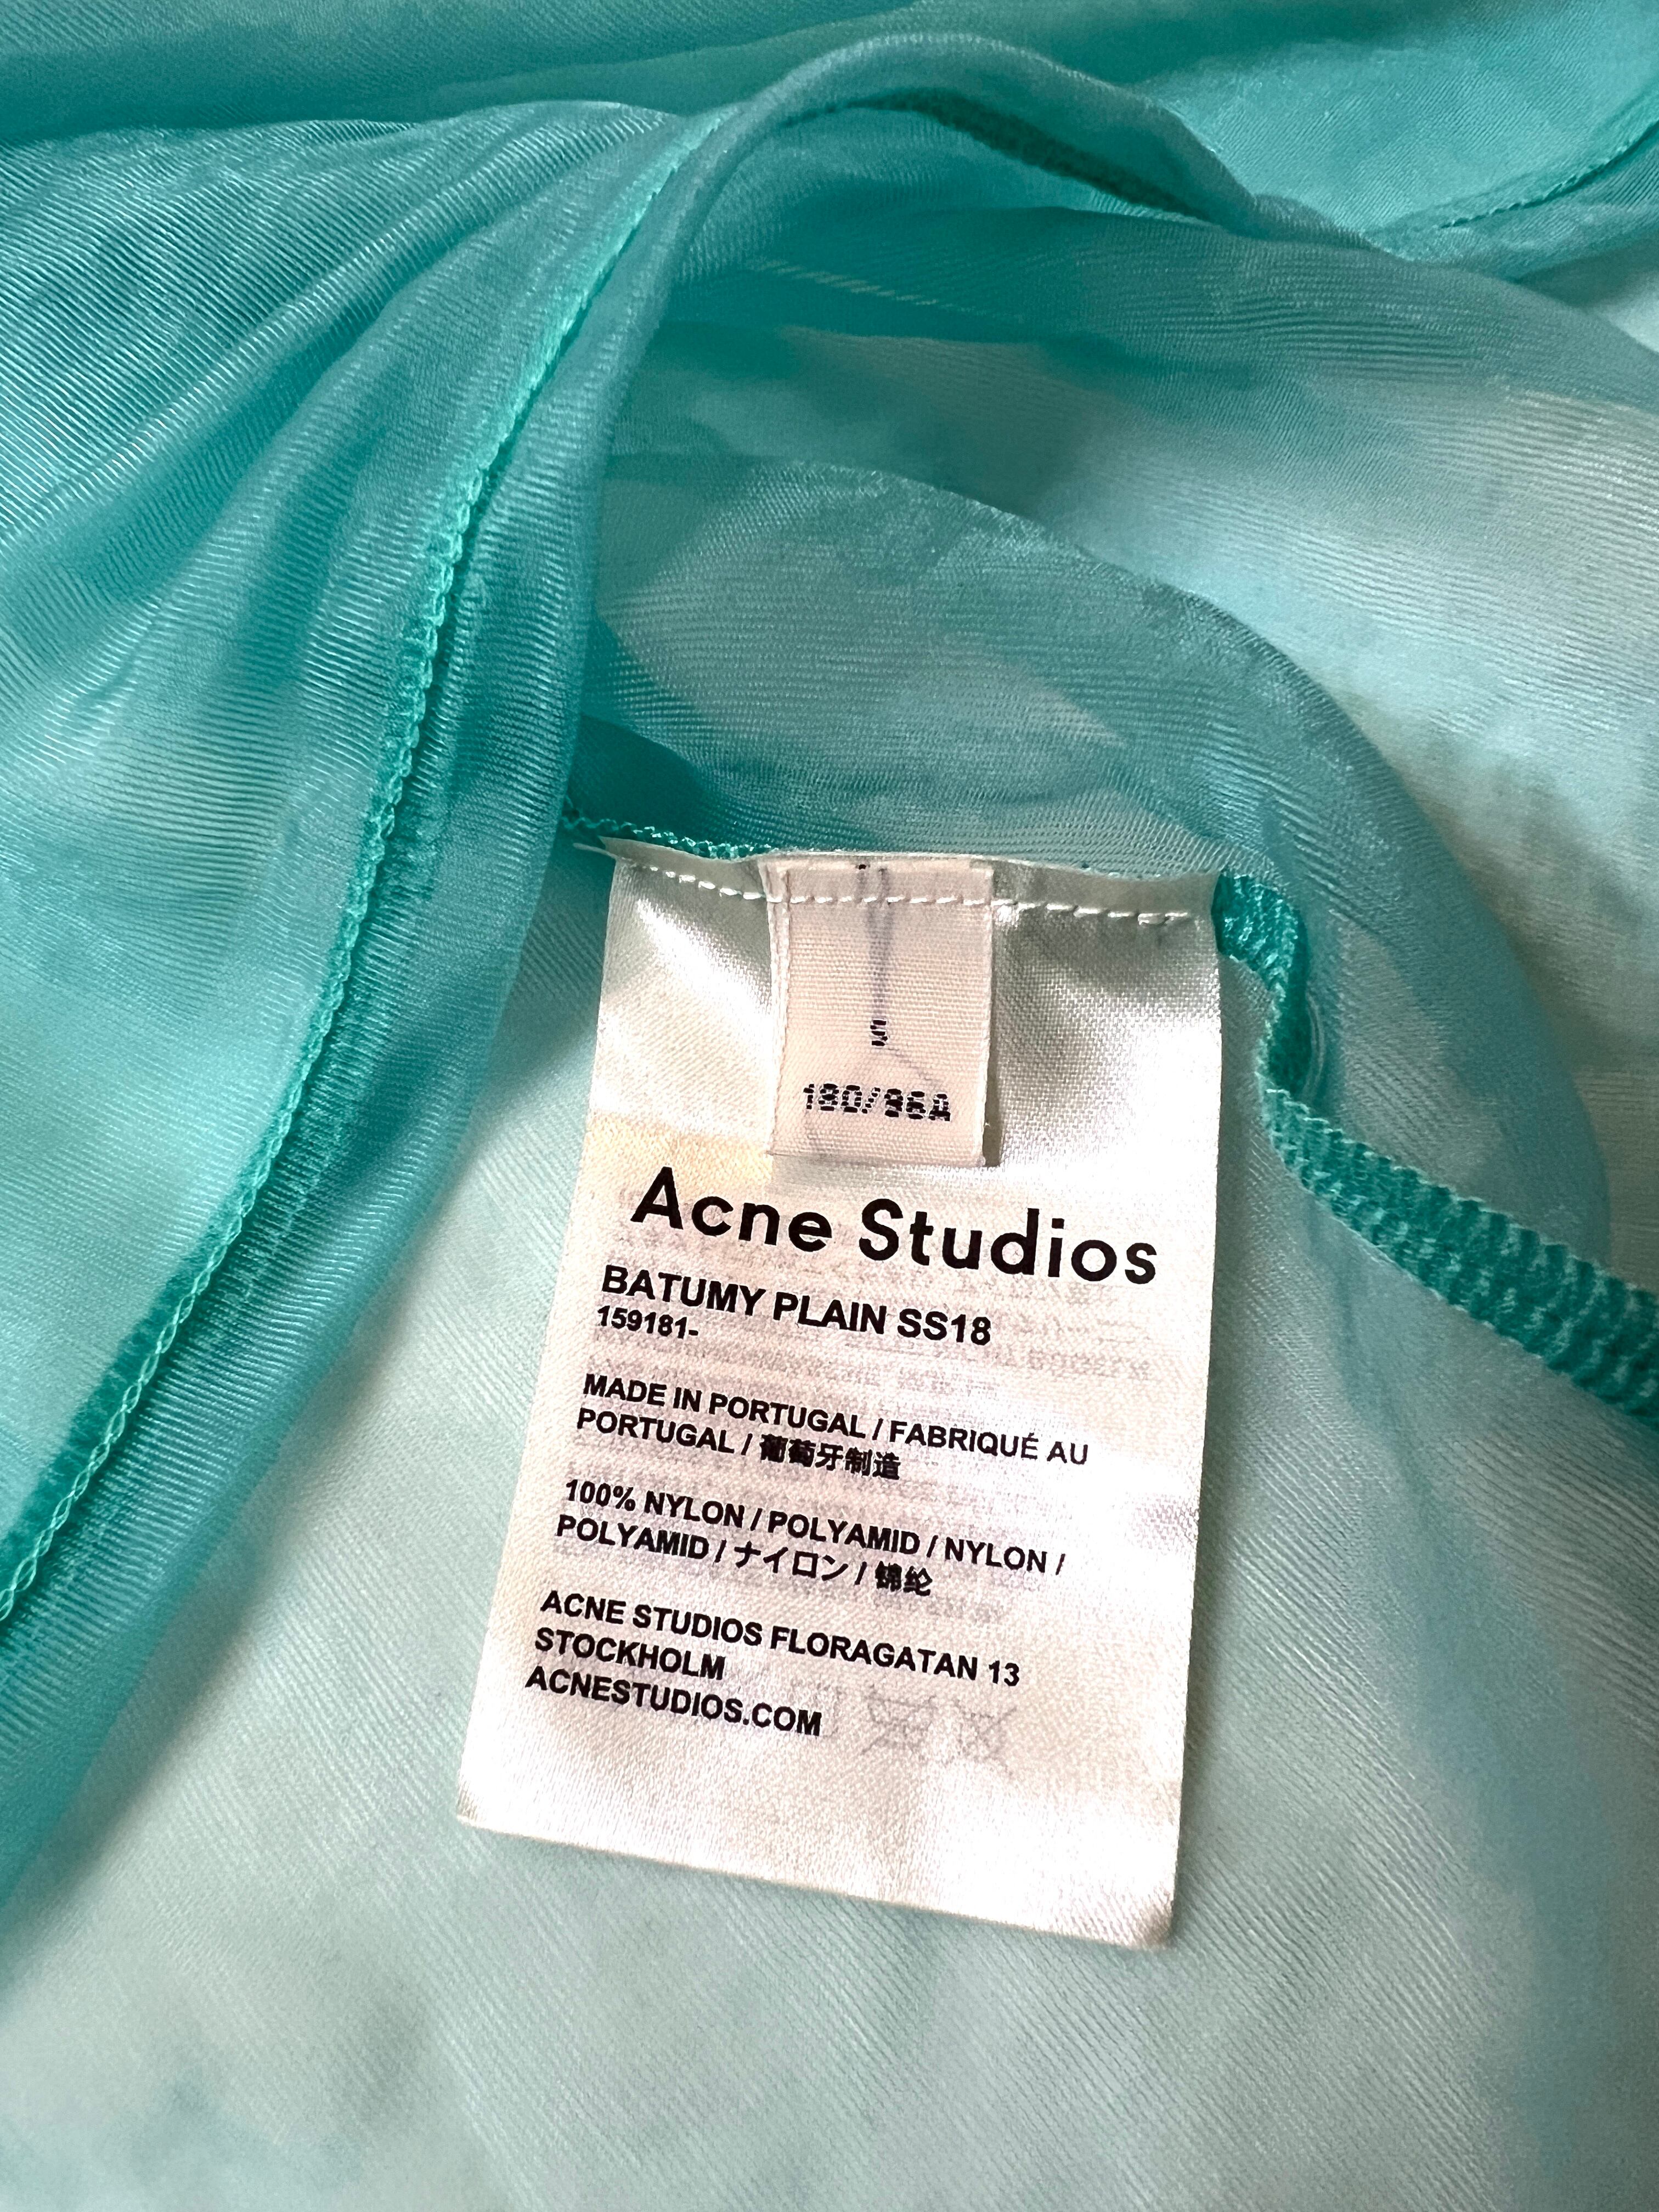 S
180/96A
Acne Studios
BATUMY PLAIN SS18
159181-
MADE IN PORTUGAL / FABRIQUÉ AU
PORTUGAL / 葡萄牙制造
100% NYLON / POLYAMID / NYLON /
POLYAMID / ナイロン / 锦纶
ACNE STUDIOS FLORAGATAN 13
STOCKHOLM
ACNESTUDIOS.COM